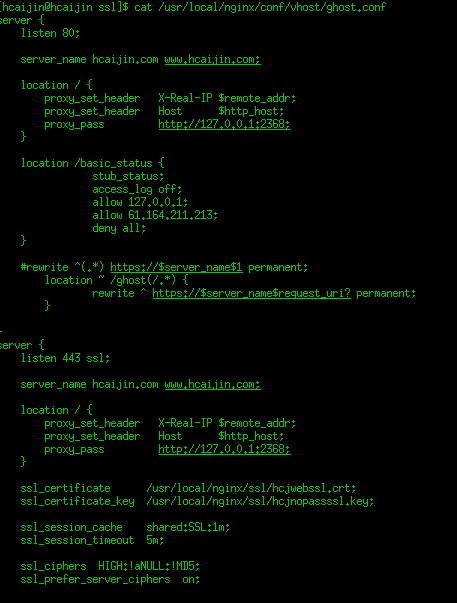 [hcaijin@hcaijin ssl]$ cat /usr/local/nginx/conf/vhost/ghost.conf
server {
    listen 80;
    server_name hcaijin.com www.hcaijin.com;
    location / {
        proxy_set_header   X-Real-IP $remote_addr;
        proxy_set_header   Host      $http_host;
        proxy_pass         http://127.0.0.1:2368;
    }
    location /basic_status {
                stub_status;
                access_log off;
                allow 127.0.0.1;
                allow 61.164.211.213;
                deny all;
    }
    #rewrite ^(.*) https://$server_name$1 permanent;
        location ~ /ghost(/.*) {
                rewrite ^ https://$server_name$request_uri? permanent;
        }
server {
    listen 443 ssl;
    server_name hcaijin.com www.hcaijin.com;
    location / {
        proxy_set_header   X-Real-IP $remote_addr;
        proxy_set_header   Host      $http_host;
        proxy_pass         http://127.0.0.1:2368;
    }
    ssl_certificate      /usr/local/nginx/ssl/hcjwebssl.crt;
    ssl_certificate_key  /usr/local/nginx/ssl/hcjnopassssl.key;
    ssl_session_cache    shared:SSL:1m;
    ssl_session_timeout  5m;
    ssl_ciphers  HIGH:!aNULL:!MD5;
    ssl_prefer_server_ciphers  on;